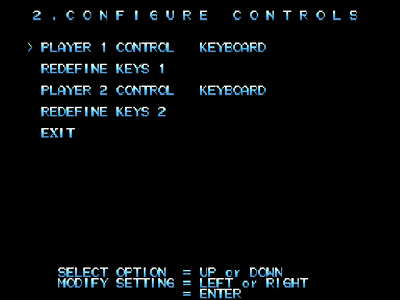 2.CONFIGURE CONTROLS
> PLAYER 1 CONTROL KEYBOARD
REDEFINE KEYS 1
PLAYER 2 CONTROL KEYBOARD
REDEFINE KEYS 2
EXIT
SELECT OPTION = UP or DOWN
MODIFY SETTING = LEFT or RIGHT
= ENTER